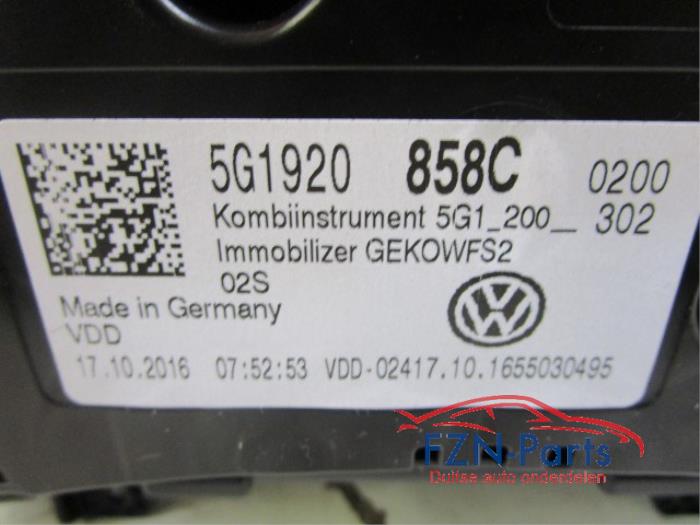 5G1920 858C 0200
Kombiinstrument 5G1_200__ 302
Immobilizer GEKOWFS2
02S
Made in Germany
VDD
17.10.2016 07:52:53 VDD-02417.10.1655030495
FZN-Parts
Duitse auto onderdelen